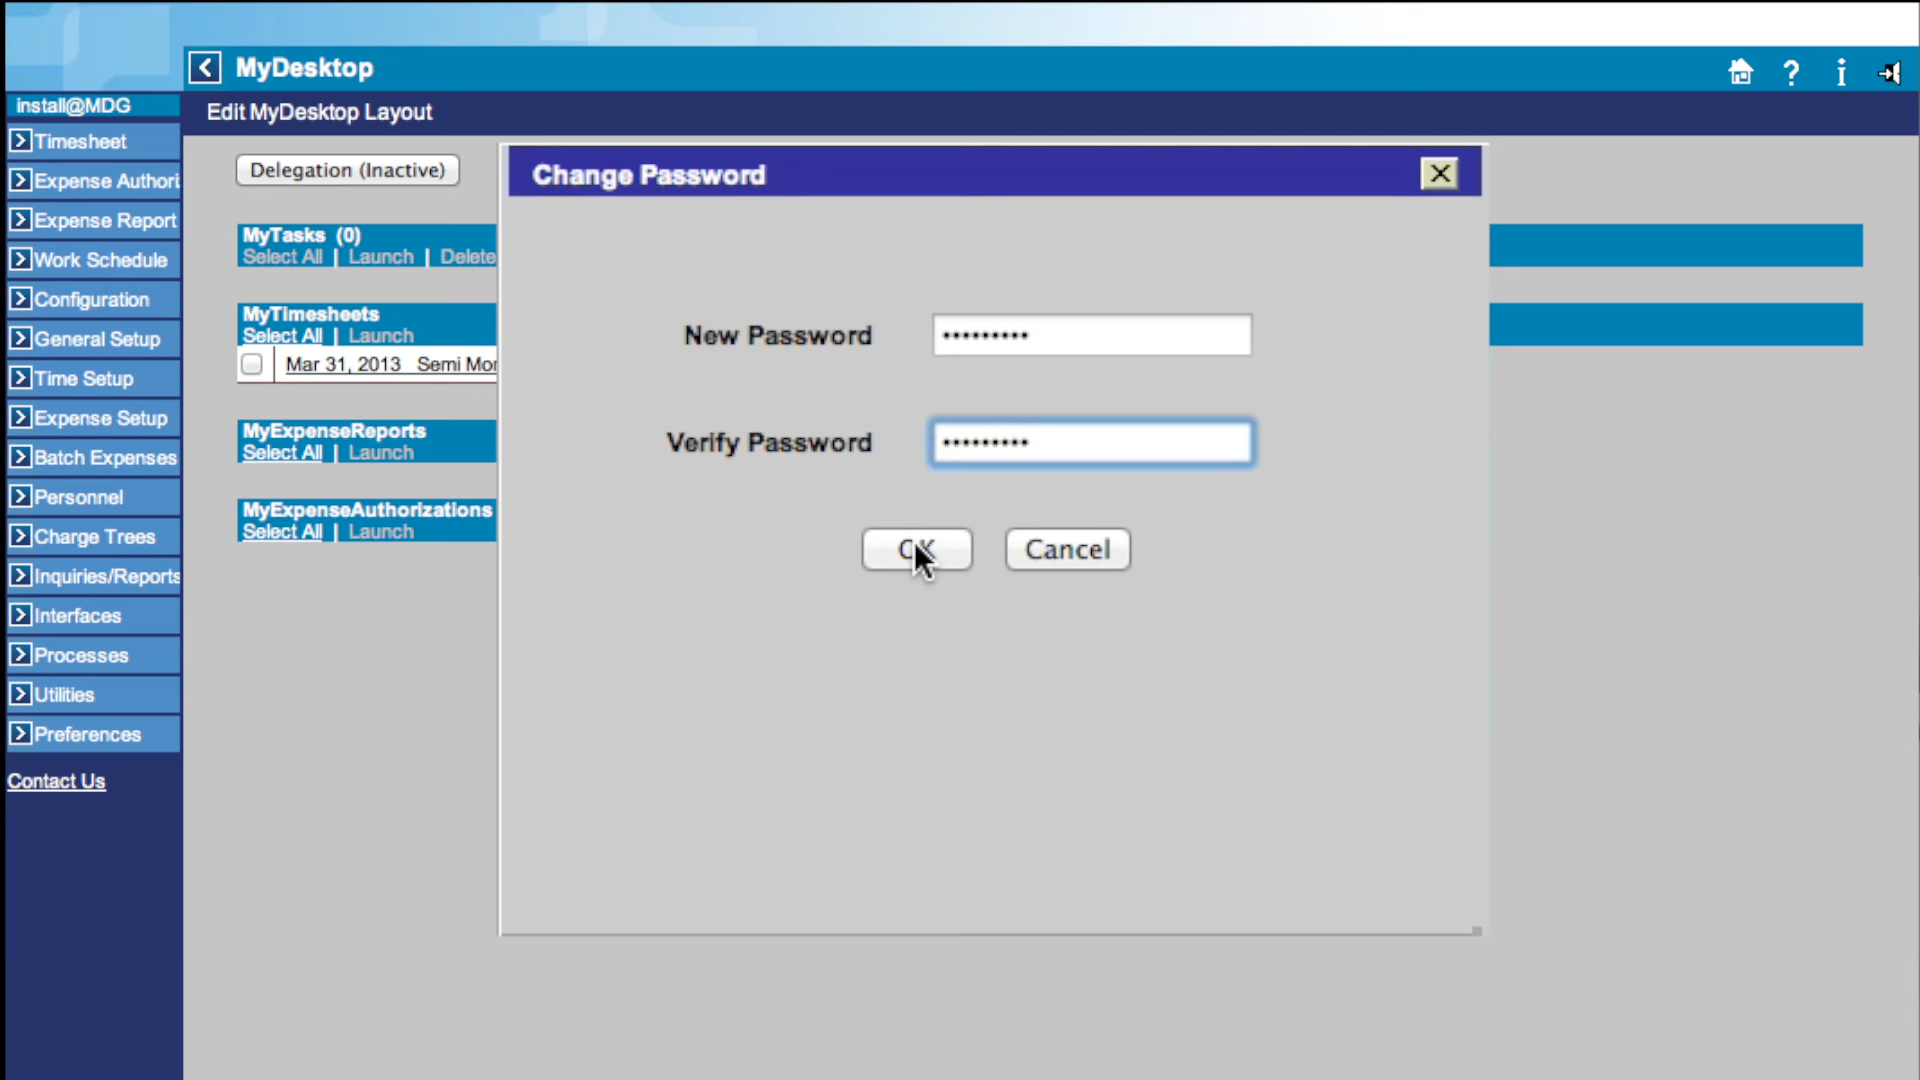 MyDesktop
?
i
install@MDG
Edit MyDesktop Layout
Timesheet
Expense Authori
Expense Report
Work Schedule
Configuration
General Setup
Time Setup
Expense Setup
Batch Expenses
Personnel
Charge Trees
Inquiries/Reports
Interfaces
Processes
Utilities
Preferences
Contact Us
Delegation (Inactive)
MyTasks (0)
Select All | Launch | Delete
MyTimesheets
Select All | Launch
Mar 31, 2013 Semi Mon
MyExpenseReports
Select All | Launch
MyExpenseAuthorizations
Select All | Launch
Change Password
New Password
•••••••••
Verify Password
•••••••••
OK
Cancel